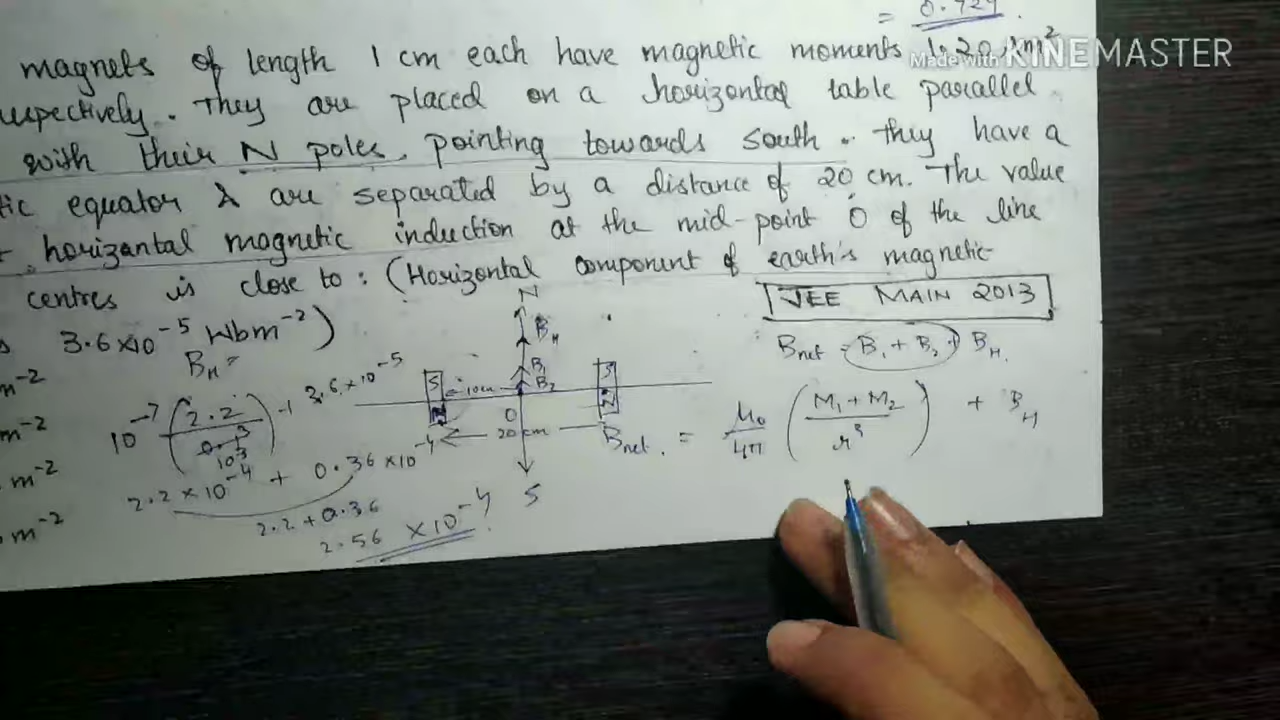 = 0.729
magnets of length 1 cm each have magnetic moments 1.20 Am²
Made with KINEMASTER
respectively. They are placed on a horizontal table parallel
with their N poles, pointing towards south. They have a
tic equator & are separated by a distance of 20 cm. The value
horizantal magnetic induction at the mid-point O of the line
centres is close to : (Horizontal component of earth's magnetic
3.6×10⁻⁵ Wbm⁻²)
JEE MAIN 2013
B_H =
B_net = B₁ + B₂ + B_H.
N
B_H
B₁
B₂
S
N
10cm
S
N
O
20 cm
S
m⁻²
m⁻²
m⁻²
m⁻²
10⁻⁷ (2.2 / 10⁻³) + 3.6×10⁻⁵
2.2×10⁻⁴ + 0.36×10⁻⁴
2.2+0.36
2.56 ×10⁻⁴
B_net. = μ₀/4π (M₁+M₂ / r³) + B_H